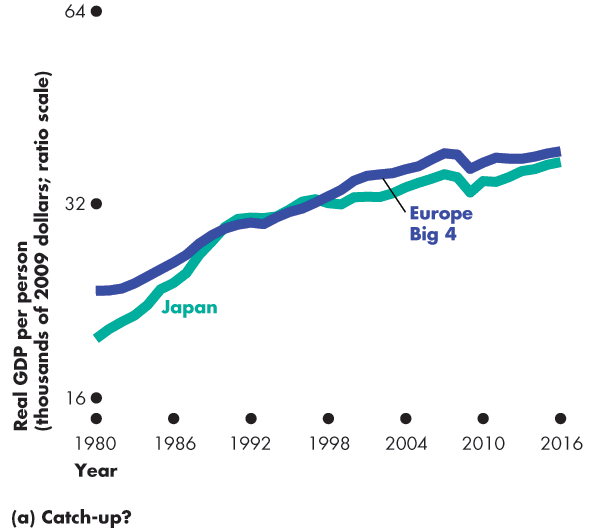 64
32
16
Real GDP per person
(thousands of 2009 dollars; ratio scale)
Europe
Big 4
Japan
1980 1986 1992 1998 2004 2010 2016
Year
(a) Catch-up?